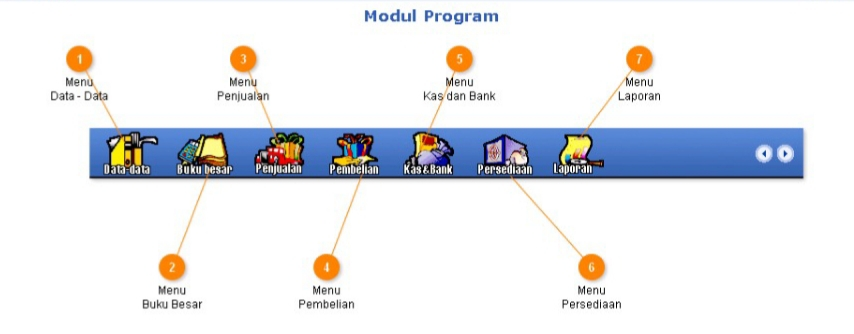 Modul Program
1
Menu
Data - Data
3
Menu
Penjualan
5
Menu
Kas dan Bank
7
Menu
Laporan
Data-data
Buku besar
Penjualan
Pembelian
Kas&Bank
Persediaan
Laporan
2
Menu
Buku Besar
4
Menu
Pembelian
6
Menu
Persediaan